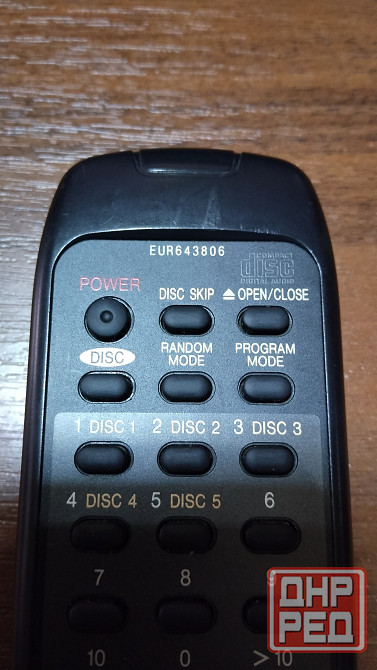 EUR643806
COMPACT
disc
DIGITAL AUDIO
POWER
DISC SKIP
⏏ OPEN/CLOSE
DISC
RANDOM
MODE
PROGRAM
MODE
1 DISC 1 2 DISC 2 3 DISC 3
4 DISC 4 5 DISC 5 6
7 8 9
10 0 >10
ДНР
РЕД